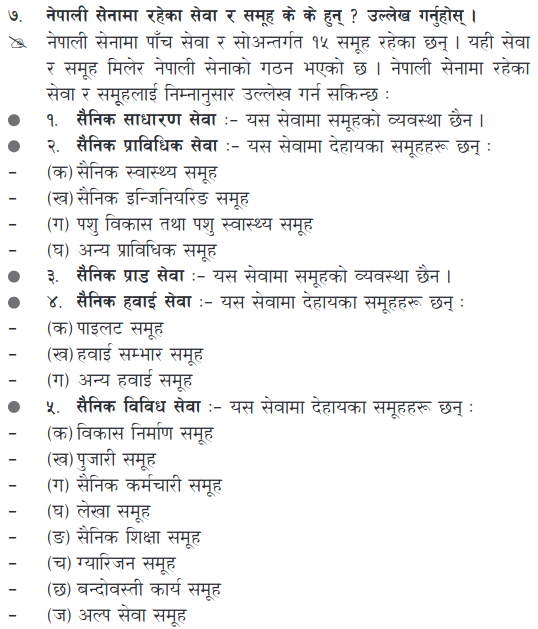 ७. नेपाली सेनामा रहेका सेवा र समूह के के हुन् ? उल्लेख गर्नुहोस् ।
नेपाली सेनामा पाँच सेवा र सोअन्तर्गत १५ समूह रहेका छन् । यही सेवा
र समूह मिलेर नेपाली सेनाको गठन भएको छ । नेपाली सेनामा रहेका
सेवा र समूहलाई निम्नानुसार उल्लेख गर्न सकिन्छ :
● १. सैनिक साधारण सेवा :– यस सेवामा समूहको व्यवस्था छैन ।
● २. सैनिक प्राविधिक सेवा :– यस सेवामा देहायका समूहहरू छन् :
– (क) सैनिक स्वास्थ्य समूह
– (ख) सैनिक इन्जिनियरिङ समूह
– (ग) पशु विकास तथा पशु स्वास्थ्य समूह
– (घ) अन्य प्राविधिक समूह
● ३. सैनिक प्राड सेवा :– यस सेवामा समूहको व्यवस्था छैन ।
● ४. सैनिक हवाई सेवा :– यस सेवामा देहायका समूहहरू छन् :
– (क) पाइलट समूह
– (ख) हवाई सम्भार समूह
– (ग) अन्य हवाई समूह
● ५. सैनिक विविध सेवा :– यस सेवामा देहायका समूहहरू छन् :
– (क) विकास निर्माण समूह
– (ख) पुजारी समूह
– (ग) सैनिक कर्मचारी समूह
– (घ) लेखा समूह
– (ङ) सैनिक शिक्षा समूह
– (च) ग्यारिजन समूह
– (छ) बन्दोवस्ती कार्य समूह
– (ज) अल्प सेवा समूह